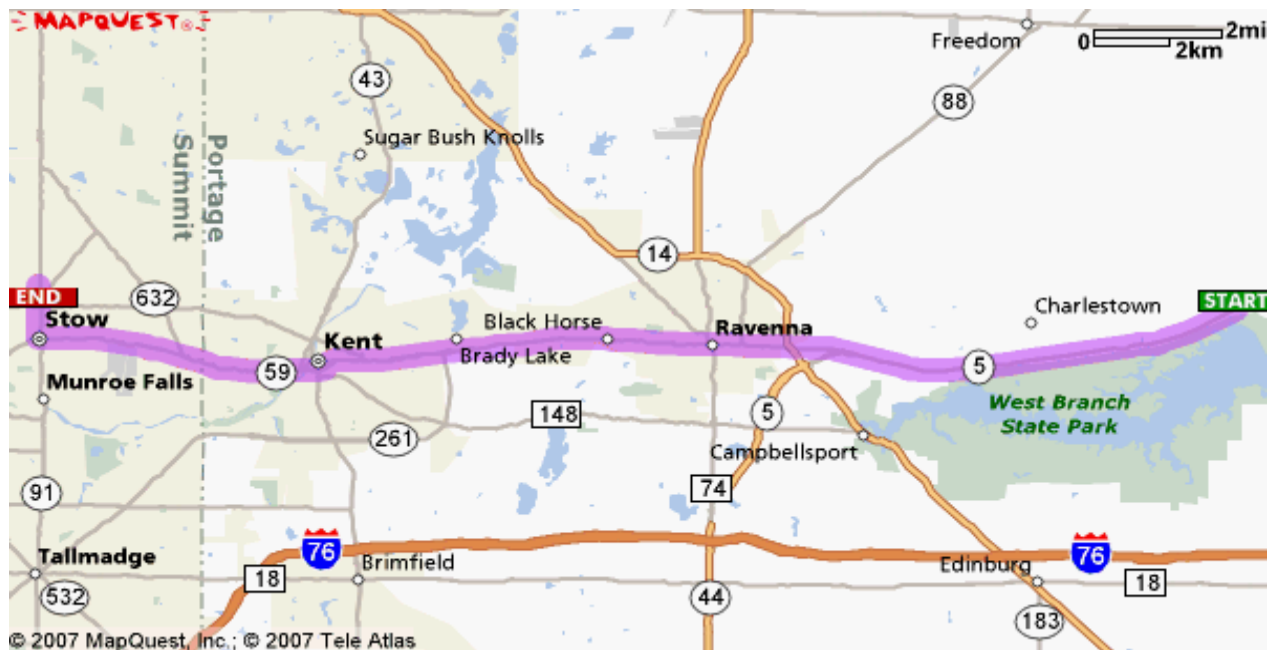 MAPQUEST®
Freedom
0 2mi
2km
43
88
Sugar Bush Knolls
Portage
Summit
14
END
632
START
Charlestown
Stow
Black Horse
Ravenna
Kent
Brady Lake
59
5
Munroe Falls
148
5
West Branch
State Park
261
Campbellsport
91
74
76
76
Tallmadge
Brimfield
Edinburg
18
18
532
44
183
© 2007 MapQuest, Inc.; © 2007 Tele Atlas